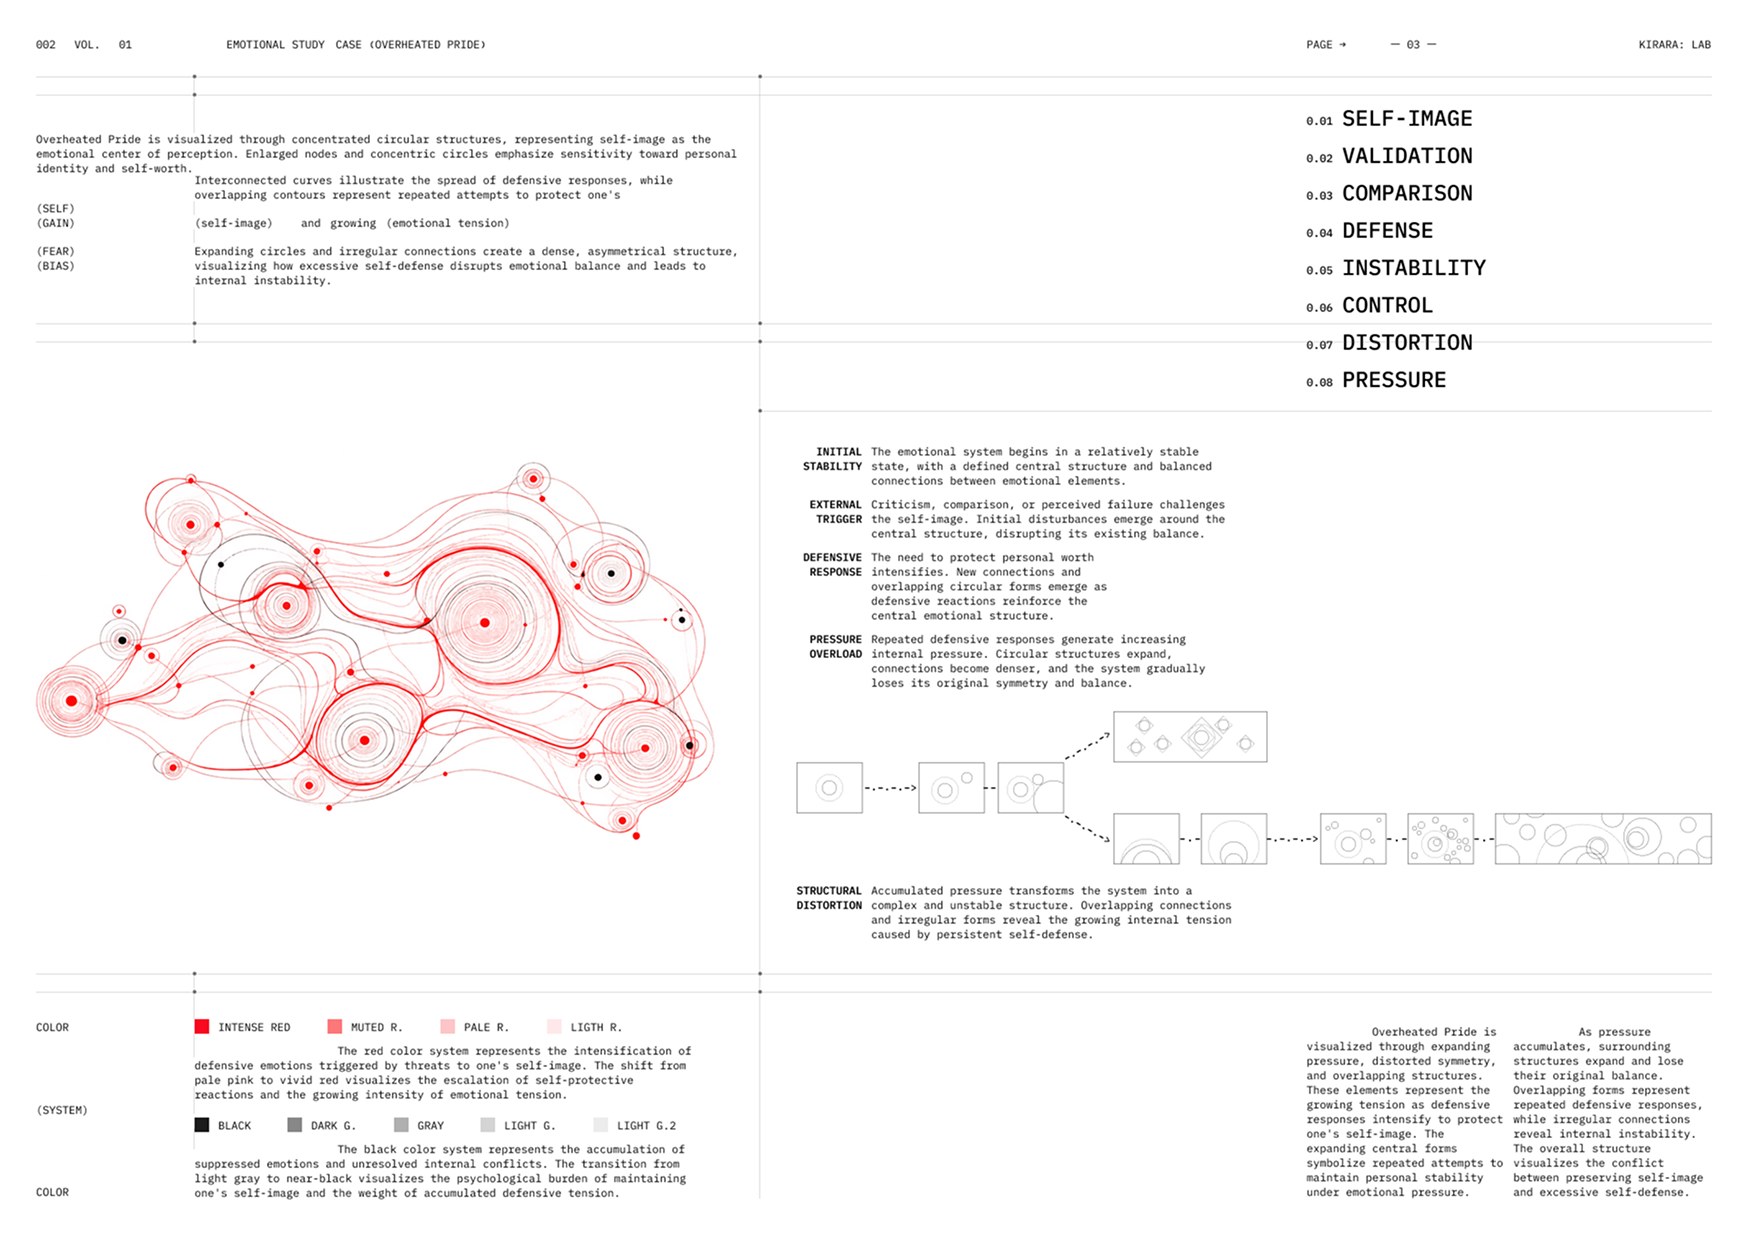 002 VOL. 01 EMOTIONAL STUDY CASE (OVERHEATED PRIDE) PAGE → — 03 — KIRARA: LAB
Overheated Pride is visualized through concentrated circular structures, representing self-image as the
emotional center of perception. Enlarged nodes and concentric circles emphasize sensitivity toward personal
identity and self-worth.
Interconnected curves illustrate the spread of defensive responses, while
overlapping contours represent repeated attempts to protect one's
(SELF)
(GAIN) (self-image) and growing (emotional tension)
(FEAR) Expanding circles and irregular connections create a dense, asymmetrical structure,
(BIAS) visualizing how excessive self-defense disrupts emotional balance and leads to
internal instability.
0.01 SELF-IMAGE
0.02 VALIDATION
0.03 COMPARISON
0.04 DEFENSE
0.05 INSTABILITY
0.06 CONTROL
0.07 DISTORTION
0.08 PRESSURE
INITIAL The emotional system begins in a relatively stable
STABILITY state, with a defined central structure and balanced
connections between emotional elements.
EXTERNAL Criticism, comparison, or perceived failure challenges
TRIGGER the self-image. Initial disturbances emerge around the
central structure, disrupting its existing balance.
DEFENSIVE The need to protect personal worth
RESPONSE intensifies. New connections and
overlapping circular forms emerge as
defensive reactions reinforce the
central emotional structure.
PRESSURE Repeated defensive responses generate increasing
OVERLOAD internal pressure. Circular structures expand,
connections become denser, and the system gradually
loses its original symmetry and balance.
STRUCTURAL Accumulated pressure transforms the system into a
DISTORTION complex and unstable structure. Overlapping connections
and irregular forms reveal the growing internal tension
caused by persistent self-defense.
COLOR INTENSE RED MUTED R. PALE R. LIGTH R.
The red color system represents the intensification of
defensive emotions triggered by threats to one's self-image. The shift from
pale pink to vivid red visualizes the escalation of self-protective
reactions and the growing intensity of emotional tension.
(SYSTEM)
BLACK DARK G. GRAY LIGHT G. LIGHT G.2
The black color system represents the accumulation of
suppressed emotions and unresolved internal conflicts. The transition from
light gray to near-black visualizes the psychological burden of maintaining
COLOR one's self-image and the weight of accumulated defensive tension.
Overheated Pride is
visualized through expanding
pressure, distorted symmetry,
and overlapping structures.
These elements represent the
growing tension as defensive
responses intensify to protect
one's self-image. The
expanding central forms
symbolize repeated attempts to
maintain personal stability
under emotional pressure.
As pressure
accumulates, surrounding
structures expand and lose
their original balance.
Overlapping forms represent
repeated defensive responses,
while irregular connections
reveal internal instability.
The overall structure
visualizes the conflict
between preserving self-image
and excessive self-defense.